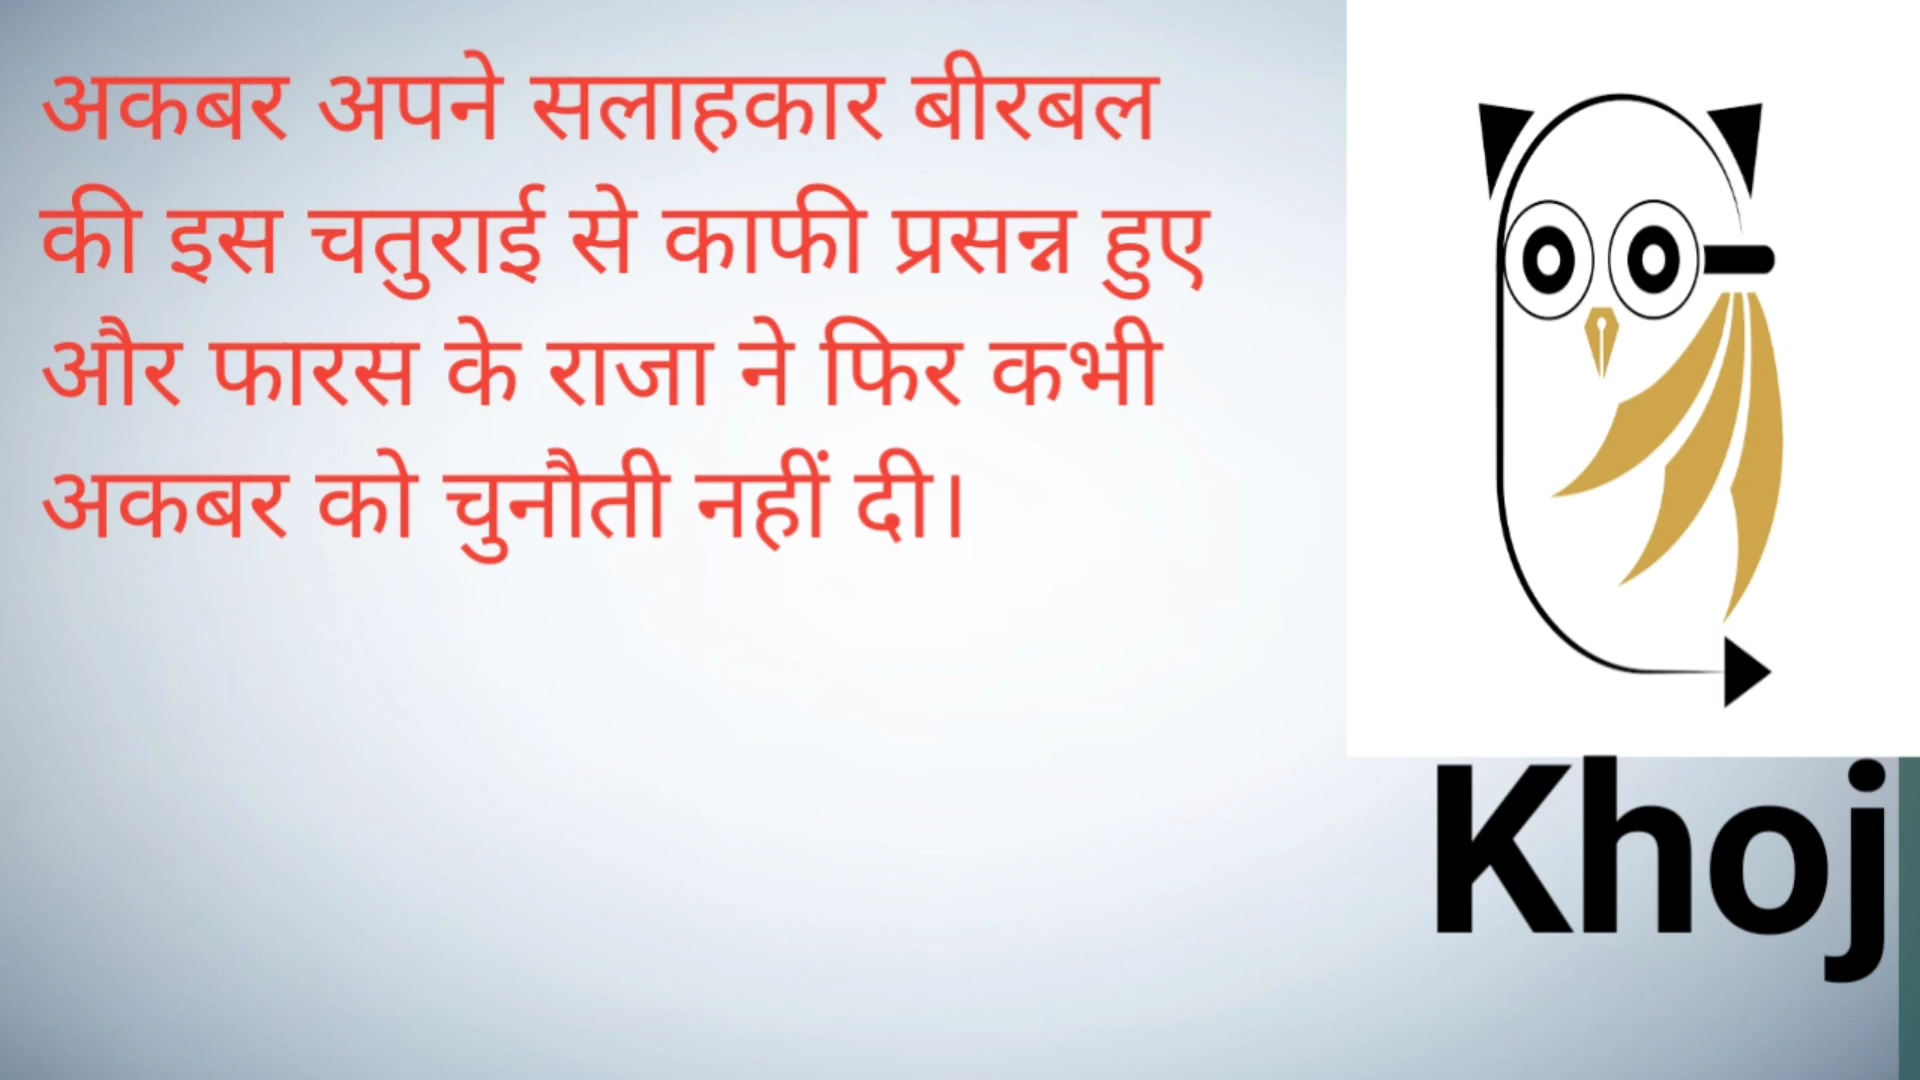 अकबर अपने सलाहकार बीरबल
की इस चतुराई से काफी प्रसन्न हुए
और फारस के राजा ने फिर कभी
अकबर को चुनौती नहीं दी।
Khoj